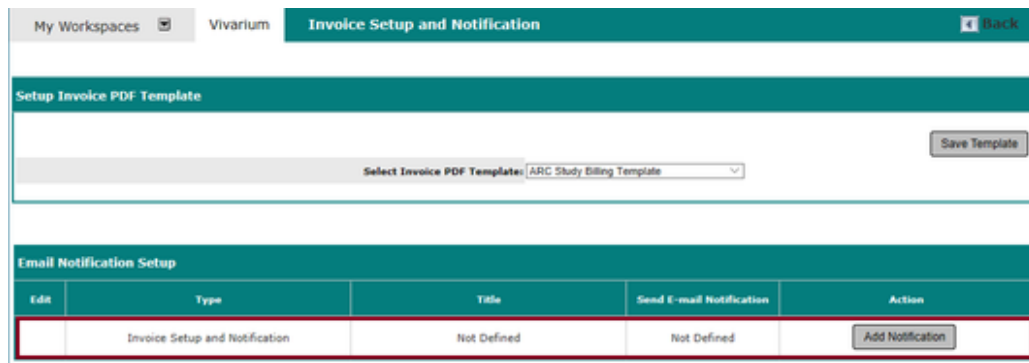 My Workspaces Vivarium Invoice Setup and Notification Back
Setup Invoice PDF Template
Save Template
Select Invoice PDF Template: ARC Study Billing Template
Email Notification Setup
Edit Type Title Send E-mail Notification Action
Invoice Setup and Notification Not Defined Not Defined Add Notification